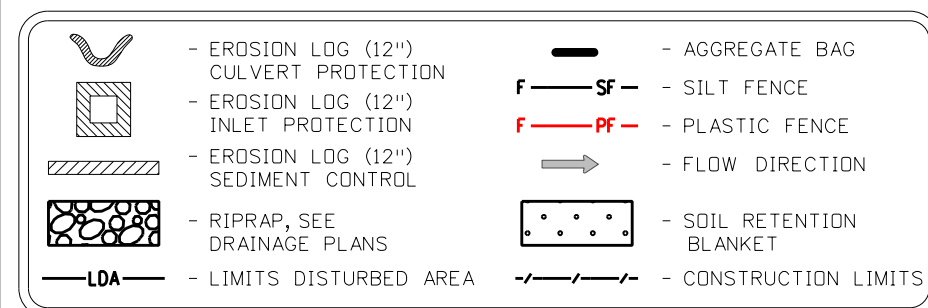 - EROSION LOG (12")
CULVERT PROTECTION
- EROSION LOG (12")
INLET PROTECTION
- EROSION LOG (12")
SEDIMENT CONTROL
- RIPRAP, SEE
DRAINAGE PLANS
LDA - LIMITS DISTURBED AREA
- AGGREGATE BAG
F SF - SILT FENCE
F PF - PLASTIC FENCE
- FLOW DIRECTION
- SOIL RETENTION
BLANKET
- CONSTRUCTION LIMITS